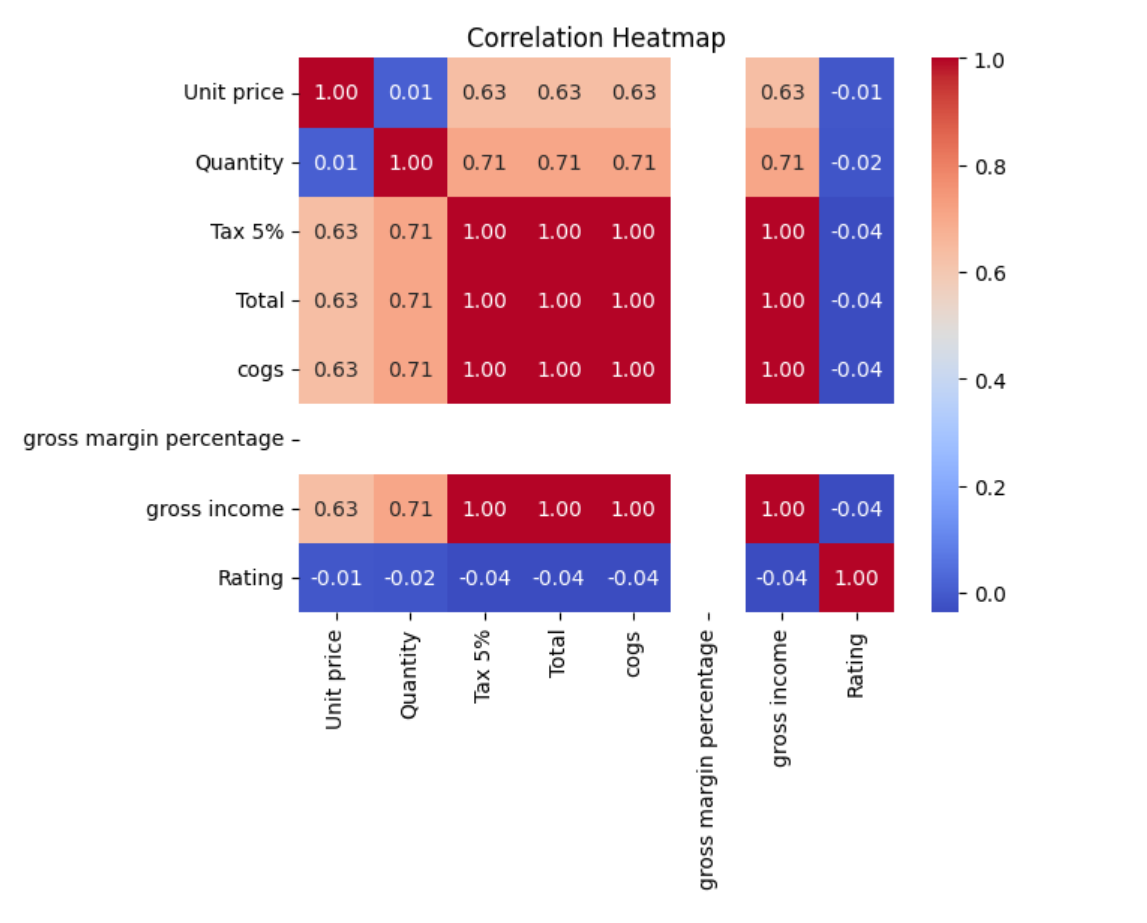 Correlation Heatmap
Unit price 1.00 0.01 0.63 0.63 0.63 0.63 -0.01
Quantity 0.01 1.00 0.71 0.71 0.71 0.71 -0.02
Tax 5% 0.63 0.71 1.00 1.00 1.00 1.00 -0.04
Total 0.63 0.71 1.00 1.00 1.00 1.00 -0.04
cogs 0.63 0.71 1.00 1.00 1.00 1.00 -0.04
gross margin percentage
gross income 0.63 0.71 1.00 1.00 1.00 1.00 -0.04
Rating -0.01 -0.02 -0.04 -0.04 -0.04 -0.04 1.00
Unit price
Quantity
Tax 5%
Total
cogs
gross margin percentage
gross income
Rating
1.0
0.8
0.6
0.4
0.2
0.0